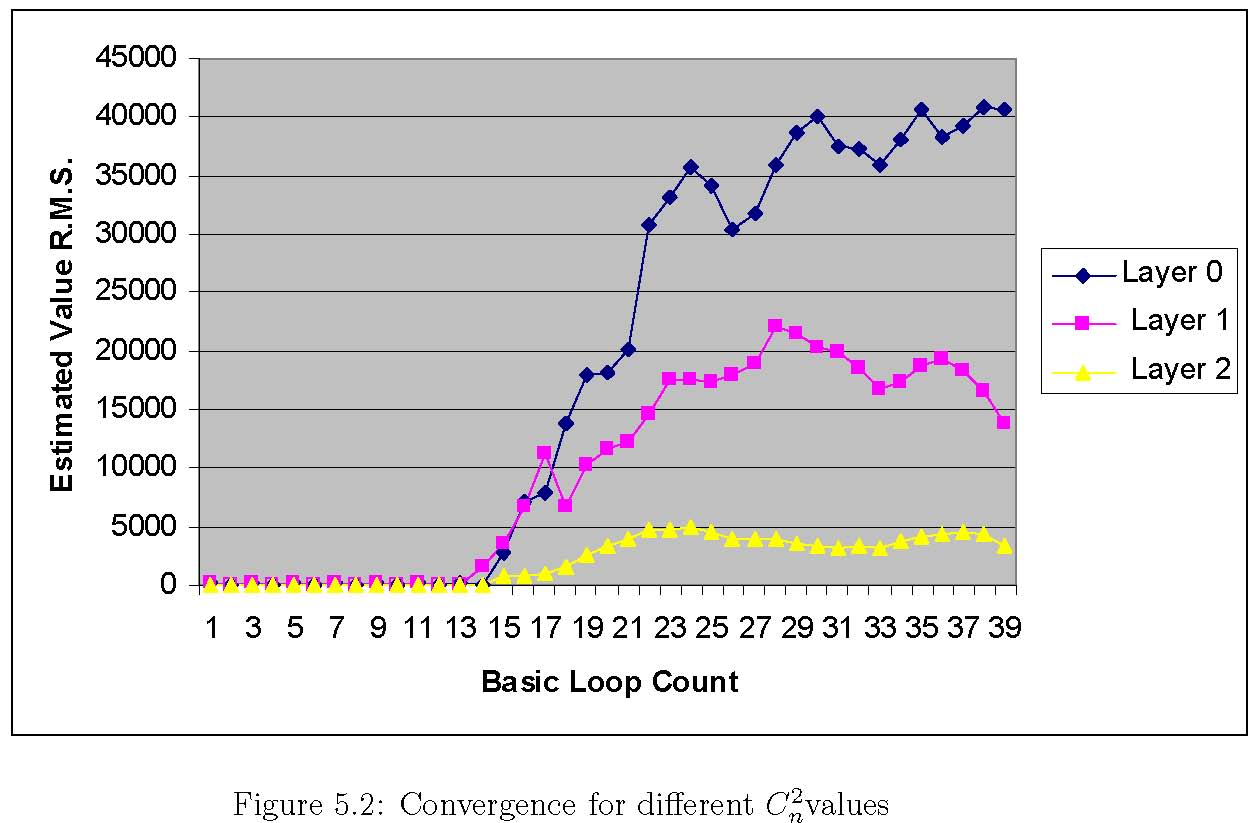 45000
40000
35000
30000
25000
20000
15000
10000
5000
0
Estimated Value R.M.S.
1 3 5 7 9 11 13 15 17 19 21 23 25 27 29 31 33 35 37 39
Basic Loop Count
Layer 0
Layer 1
Layer 2
Figure 5.2: Convergence for different $C_n^2$values